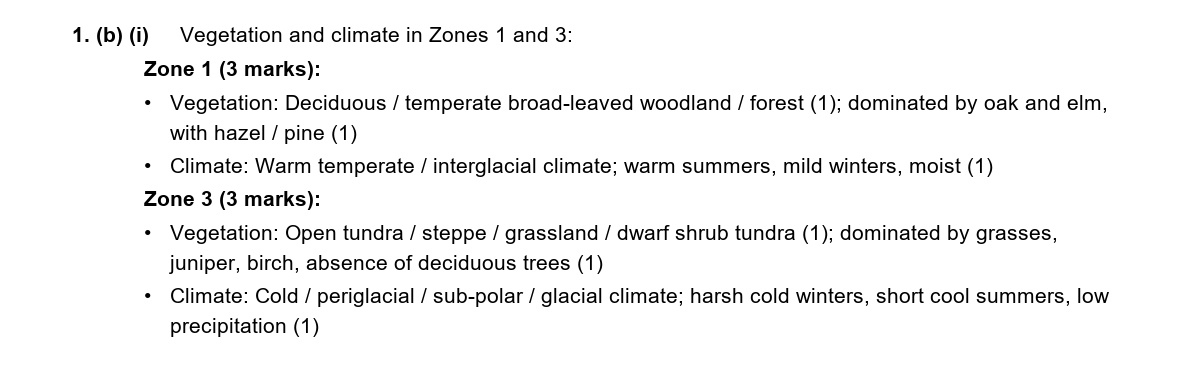 1. (b) (i) Vegetation and climate in Zones 1 and 3:
Zone 1 (3 marks):
• Vegetation: Deciduous / temperate broad-leaved woodland / forest (1); dominated by oak and elm,
with hazel / pine (1)
• Climate: Warm temperate / interglacial climate; warm summers, mild winters, moist (1)
Zone 3 (3 marks):
• Vegetation: Open tundra / steppe / grassland / dwarf shrub tundra (1); dominated by grasses,
juniper, birch, absence of deciduous trees (1)
• Climate: Cold / periglacial / sub-polar / glacial climate; harsh cold winters, short cool summers, low
precipitation (1)